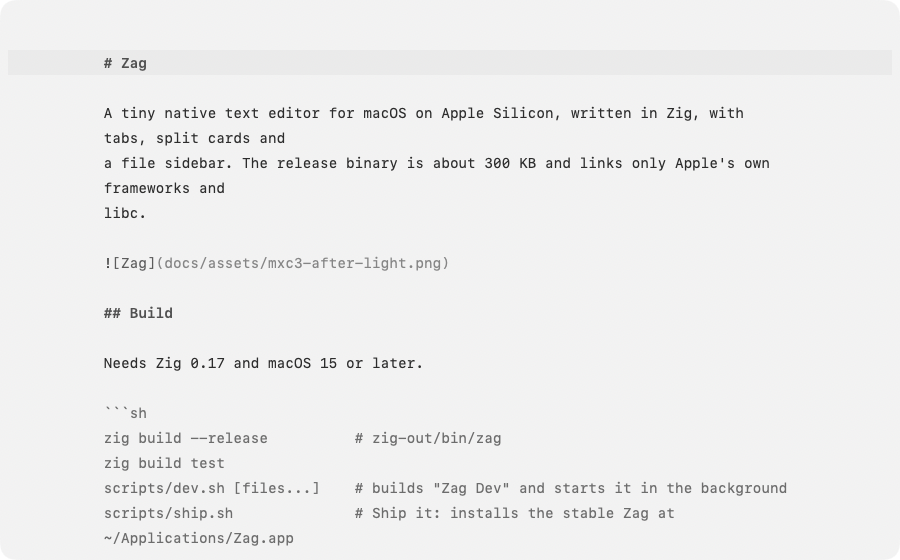 # Zag
A tiny native text editor for macOS on Apple Silicon, written in Zig, with
tabs, split cards and
a file sidebar. The release binary is about 300 KB and links only Apple's own
frameworks and
libc.
![Zag](docs/assets/mxc3-after-light.png)
## Build
Needs Zig 0.17 and macOS 15 or later.
```sh
zig build --release          # zig-out/bin/zag
zig build test
scripts/dev.sh [files...]    # builds "Zag Dev" and starts it in the background
scripts/ship.sh              # Ship it: installs the stable Zag at
~/Applications/Zag.app